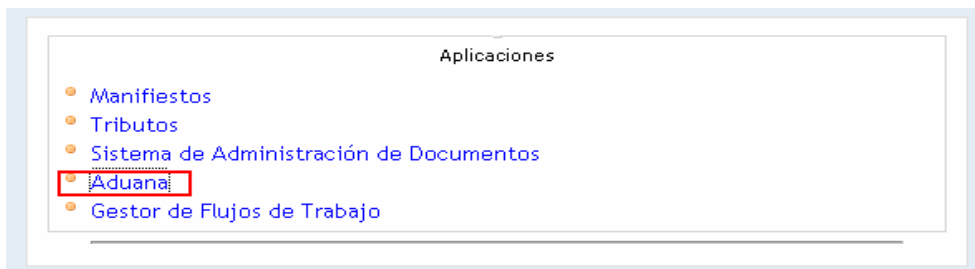 Aplicaciones
Manifiestos
Tributos
Sistema de Administración de Documentos
Aduana
Gestor de Flujos de Trabajo